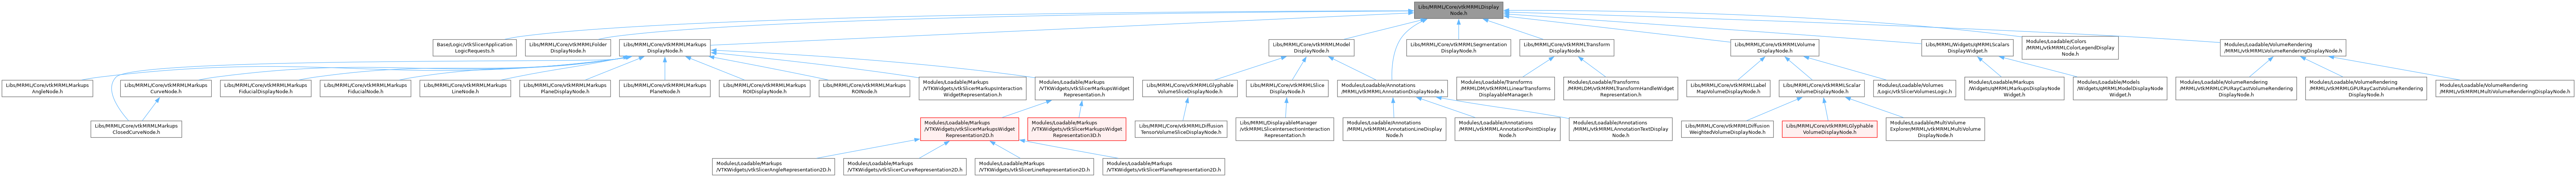 Libs/MRML/Core/vtkMRMLDisplay
Node.h
Base/Logic/vtkSlicerApplication
LogicRequests.h
Libs/MRML/Core/vtkMRMLFolder
DisplayNode.h
Libs/MRML/Core/vtkMRMLMarkups
DisplayNode.h
Libs/MRML/Core/vtkMRMLModel
DisplayNode.h
Libs/MRML/Core/vtkMRMLSegmentation
DisplayNode.h
Libs/MRML/Core/vtkMRMLTransform
DisplayNode.h
Libs/MRML/Core/vtkMRMLVolume
DisplayNode.h
Libs/MRML/Widgets/qMRMLScalars
DisplayWidget.h
Modules/Loadable/Colors
/MRML/vtkMRMLColorLegendDisplay
Node.h
Modules/Loadable/VolumeRendering
/MRML/vtkMRMLVolumeRenderingDisplayNode.h
Libs/MRML/Core/vtkMRMLMarkups
AngleNode.h
Libs/MRML/Core/vtkMRMLMarkups
CurveNode.h
Libs/MRML/Core/vtkMRMLMarkups
FiducialDisplayNode.h
Libs/MRML/Core/vtkMRMLMarkups
FiducialNode.h
Libs/MRML/Core/vtkMRMLMarkups
LineNode.h
Libs/MRML/Core/vtkMRMLMarkups
PlaneDisplayNode.h
Libs/MRML/Core/vtkMRMLMarkups
PlaneNode.h
Libs/MRML/Core/vtkMRMLMarkups
ROIDisplayNode.h
Libs/MRML/Core/vtkMRMLMarkups
ROINode.h
Modules/Loadable/Markups
/VTKWidgets/vtkSlicerMarkupsInteraction
WidgetRepresentation.h
Modules/Loadable/Markups
/VTKWidgets/vtkSlicerMarkupsWidget
Representation.h
Libs/MRML/Core/vtkMRMLGlyphable
VolumeSliceDisplayNode.h
Libs/MRML/Core/vtkMRMLSlice
DisplayNode.h
Modules/Loadable/Annotations
/MRML/vtkMRMLAnnotationDisplayNode.h
Modules/Loadable/Transforms
/MRMLDM/vtkMRMLLinearTransforms
DisplayableManager.h
Modules/Loadable/Transforms
/MRMLDM/vtkMRMLTransformHandleWidget
Representation.h
Libs/MRML/Core/vtkMRMLLabel
MapVolumeDisplayNode.h
Libs/MRML/Core/vtkMRMLScalar
VolumeDisplayNode.h
Modules/Loadable/Volumes
/Logic/vtkSlicerVolumesLogic.h
Modules/Loadable/Markups
/Widgets/qMRMLMarkupsDisplayNode
Widget.h
Modules/Loadable/Models
/Widgets/qMRMLModelDisplayNode
Widget.h
Modules/Loadable/VolumeRendering
/MRML/vtkMRMLCPURayCastVolumeRendering
DisplayNode.h
Modules/Loadable/VolumeRendering
/MRML/vtkMRMLGPURayCastVolumeRendering
DisplayNode.h
Modules/Loadable/VolumeRendering
/MRML/vtkMRMLMultiVolumeRenderingDisplayNode.h
Libs/MRML/Core/vtkMRMLMarkups
ClosedCurveNode.h
Modules/Loadable/Markups
/VTKWidgets/vtkSlicerMarkupsWidget
Representation2D.h
Modules/Loadable/Markups
/VTKWidgets/vtkSlicerMarkupsWidget
Representation3D.h
Libs/MRML/Core/vtkMRMLDiffusion
TensorVolumeSliceDisplayNode.h
Libs/MRML/DisplayableManager
/vtkMRMLSliceIntersectionInteraction
Representation.h
Modules/Loadable/Annotations
/MRML/vtkMRMLAnnotationLineDisplay
Node.h
Modules/Loadable/Annotations
/MRML/vtkMRMLAnnotationPointDisplay
Node.h
Modules/Loadable/Annotations
/MRML/vtkMRMLAnnotationTextDisplay
Node.h
Libs/MRML/Core/vtkMRMLDiffusion
WeightedVolumeDisplayNode.h
Libs/MRML/Core/vtkMRMLGlyphable
VolumeDisplayNode.h
Modules/Loadable/MultiVolume
Explorer/MRML/vtkMRMLMultiVolume
DisplayNode.h
Modules/Loadable/Markups
/VTKWidgets/vtkSlicerAngleRepresentation2D.h
Modules/Loadable/Markups
/VTKWidgets/vtkSlicerCurveRepresentation2D.h
Modules/Loadable/Markups
/VTKWidgets/vtkSlicerLineRepresentation2D.h
Modules/Loadable/Markups
/VTKWidgets/vtkSlicerPlaneRepresentation2D.h